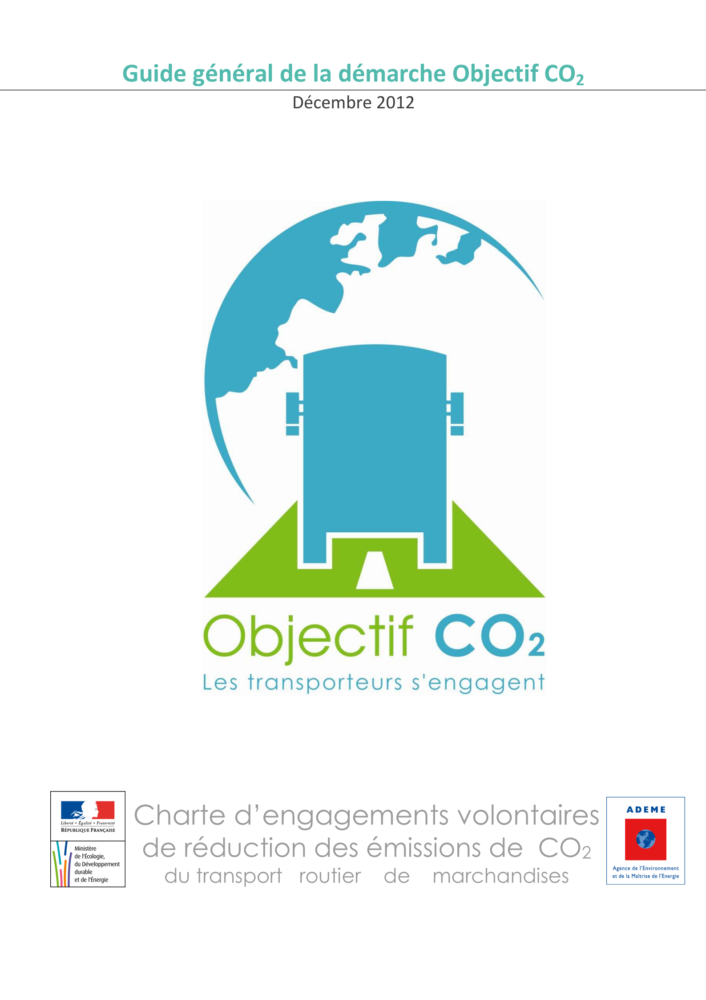 Guide général de la démarche Objectif CO₂
Décembre 2012
Objectif CO₂
Les transporteurs s'engagent
Liberté • Égalité • Fraternité
RÉPUBLIQUE FRANÇAISE
Ministère
de l'Écologie,
du Développement
durable
et de l'Énergie
Charte d’engagements volontaires
de réduction des émissions de CO₂
du transport routier de marchandises
ADEME
Agence de l'Environnement
et de la Maîtrise de l'Energie